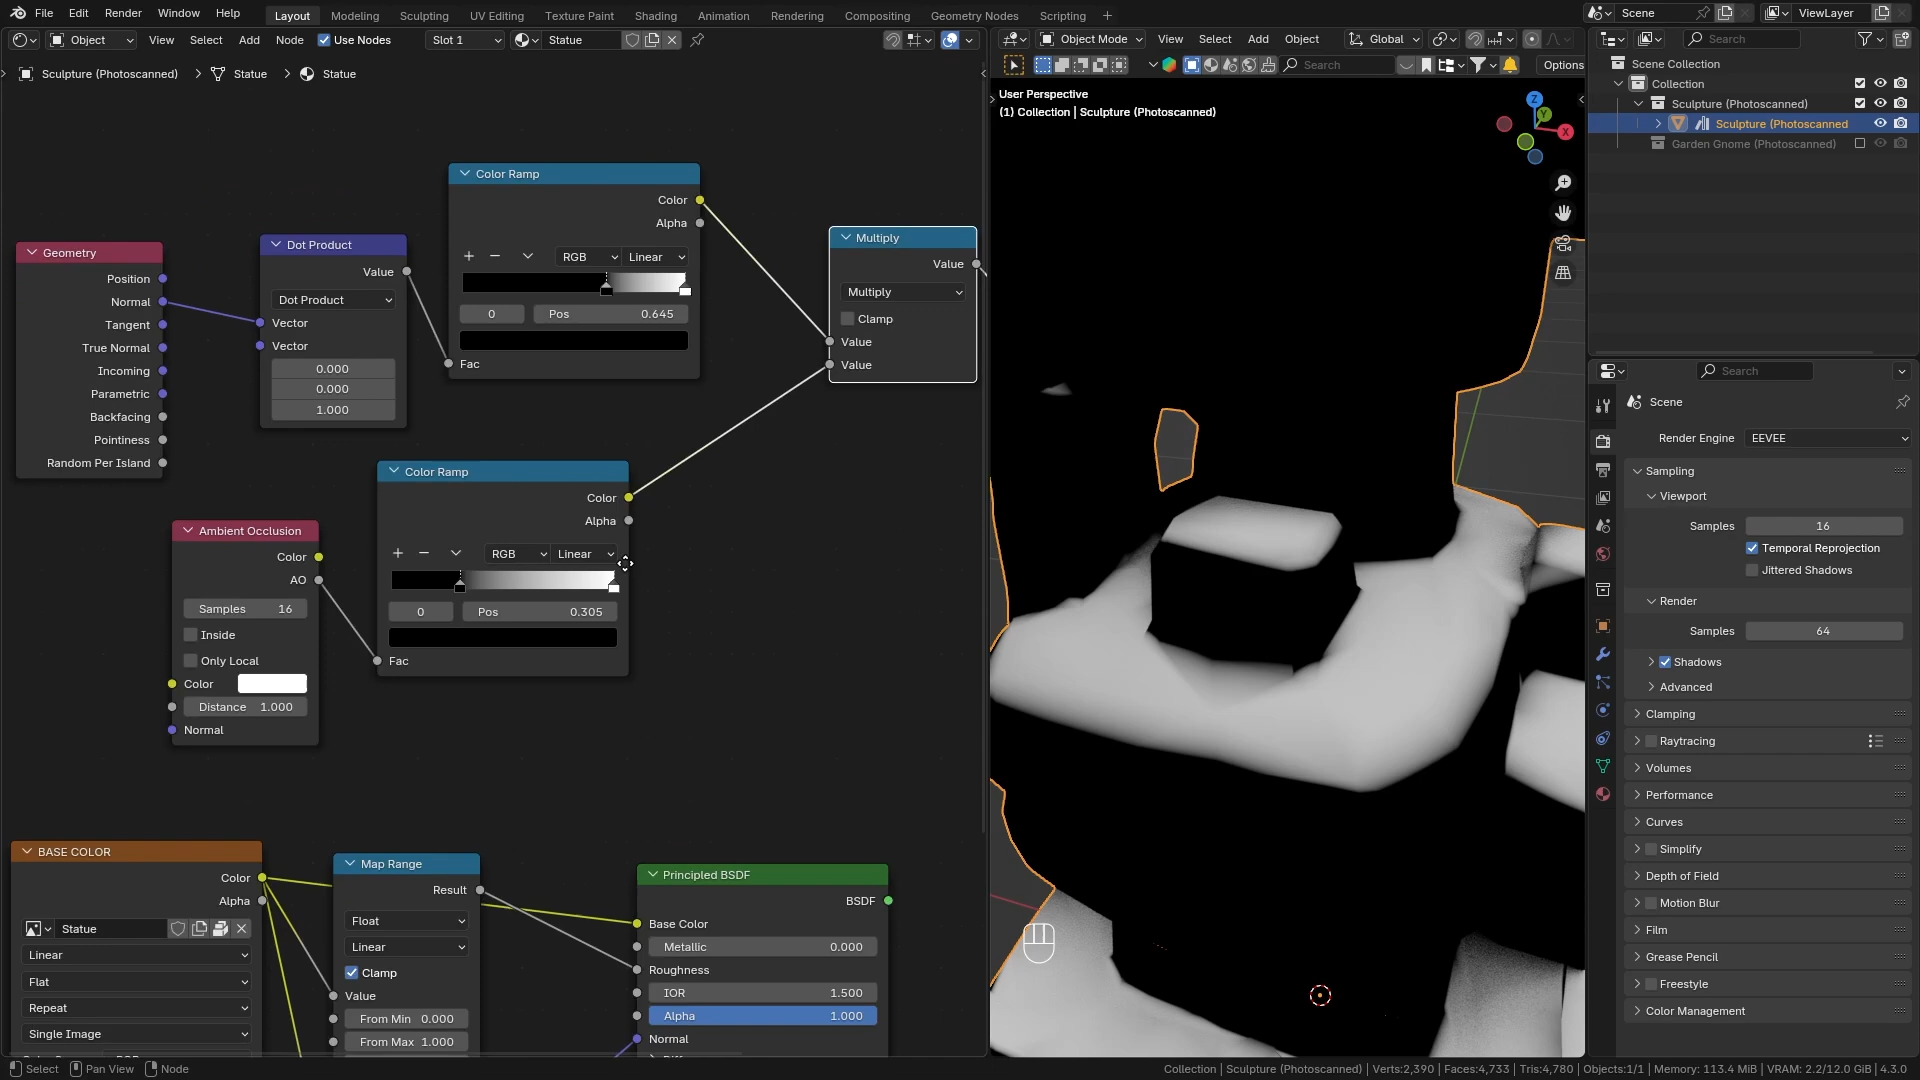 File Edit Render Window Help Layout Modeling Sculpting UV Editing Texture Paint Shading Animation Rendering Compositing Geometry Nodes Scripting + Scene ViewLayer
Object View Select Add Node Use Nodes Slot 1 Statue Object Mode View Select Add Object Global Search
Sculpture (Photoscanned) > Statue > Statue
Search Options
User Perspective
(1) Collection | Sculpture (Photoscanned)
Z
Y
X
Scene Collection
Collection
Sculpture (Photoscanned)
Sculpture (Photoscanned
Garden Gnome (Photoscanned)
Geometry
Position
Normal
Tangent
True Normal
Incoming
Parametric
Backfacing
Pointiness
Random Per Island
Dot Product
Value
Dot Product
Vector
Vector
0.000
0.000
1.000
Color Ramp
Color
Alpha
RGB Linear
0 Pos 0.645
Fac
Multiply
Value
Multiply
Clamp
Value
Value
Color Ramp
Color
Alpha
RGB Linear
0 Pos 0.305
Fac
Ambient Occlusion
Color
AO
Samples 16
Inside
Only Local
Color
Distance 1.000
Normal
BASE COLOR
Color
Alpha
Statue
Linear
Flat
Repeat
Single Image
Map Range
Result
Float
Linear
Clamp
Value
From Min 0.000
From Max 1.000
Principled BSDF
BSDF
Base Color
Metallic 0.000
Roughness
IOR 1.500
Alpha 1.000
Normal
Search
Scene
Render Engine EEVEE
Sampling
Viewport
Samples 16
Temporal Reprojection
Jittered Shadows
Render
Samples 64
Shadows
Advanced
Clamping
Raytracing
Volumes
Performance
Curves
Simplify
Depth of Field
Motion Blur
Film
Grease Pencil
Freestyle
Color Management
Select Pan View Node Collection | Sculpture (Photoscanned) | Verts:2,390 | Faces:4,733 | Tris:4,780 | Objects:1/1 | Memory: 113.4 MiB | VRAM: 2.2/12.0 GiB | 4.3.0